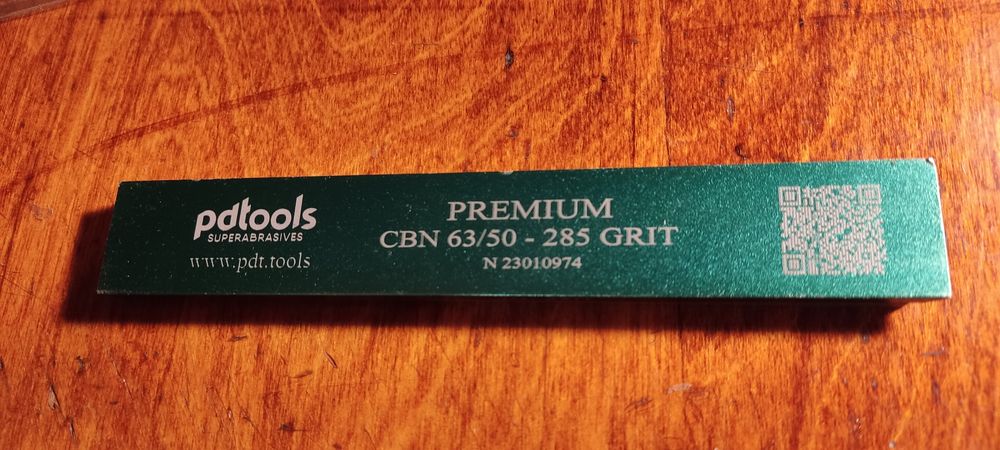 pdtools
SUPERABRASIVES
www.pdt.tools
PREMIUM
CBN 63/50 - 285 GRIT
N 23010974